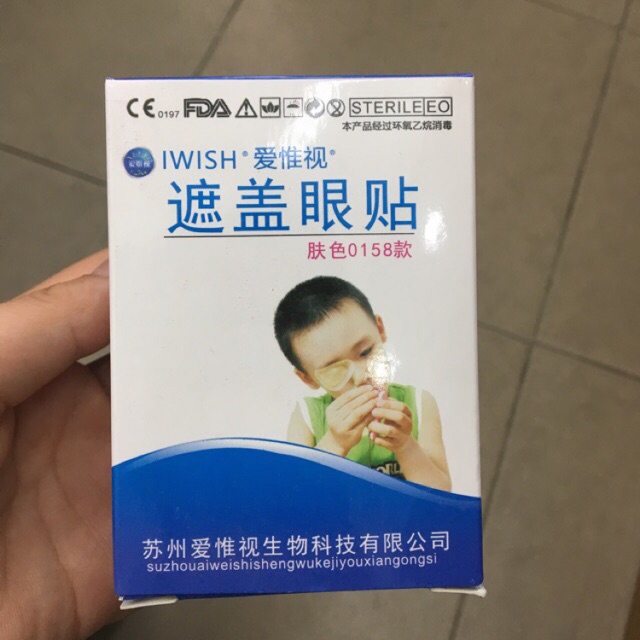 CE 0197 FDA STERILE EO
本产品经过环氧乙烷消毒
IWISH® 爱惟视®
遮盖眼贴
肤色0158款
苏州爱惟视生物科技有限公司
suzhouaiweishishengwukejiyouxiangongsi